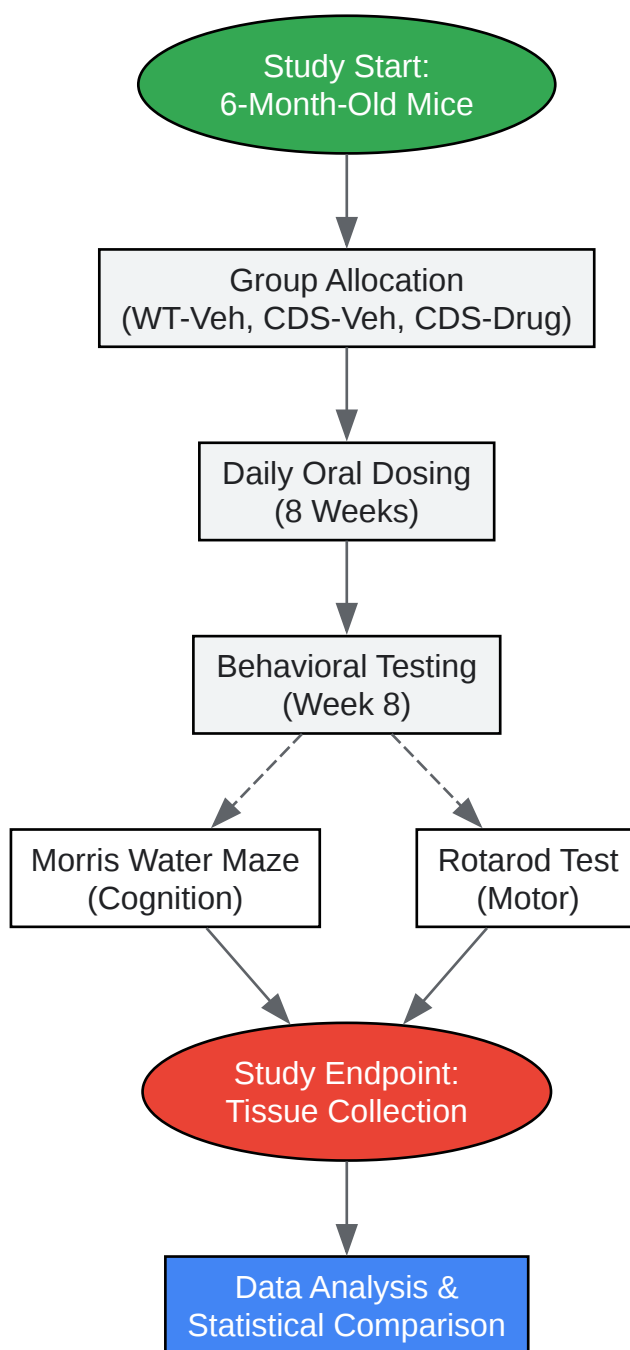 Study Start:
6-Month-Old Mice
Group Allocation
(WT-Veh, CDS-Veh, CDS-Drug)
Daily Oral Dosing
(8 Weeks)
Behavioral Testing
(Week 8)
Morris Water Maze
(Cognition)
Rotarod Test
(Motor)
Study Endpoint:
Tissue Collection
Data Analysis &
Statistical Comparison